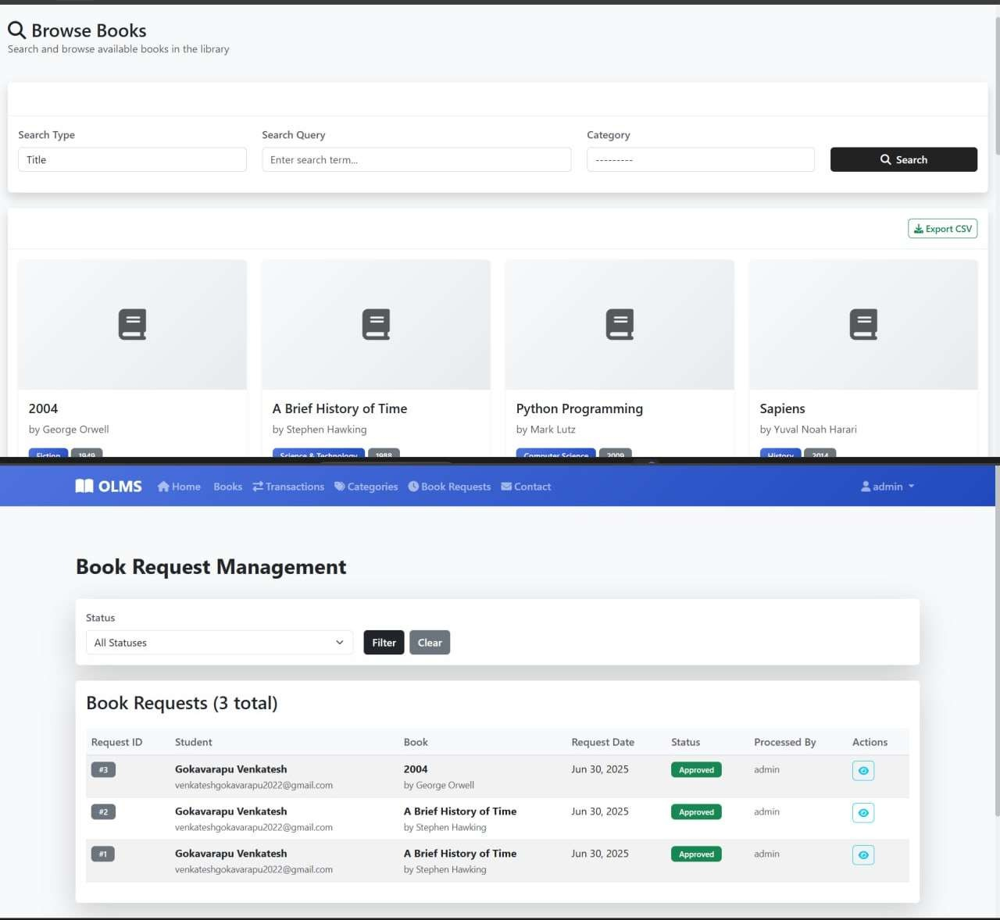 Browse Books
Search and browse available books in the library
Search Type Search Query Category
Title Enter search term... --------- Search
Export CSV
2004 A Brief History of Time Python Programming Sapiens
by George Orwell by Stephen Hawking by Mark Lutz by Yuval Noah Harari
Fiction 1949 Science & Technology 1988 Computer Science 2009 History 2014
OLMS Home Books Transactions Categories Book Requests Contact admin
Book Request Management
Status
All Statuses Filter Clear
Book Requests (3 total)
Request ID Student Book Request Date Status Processed By Actions
#3 Gokavarapu Venkatesh 2004 Jun 30, 2025 Approved admin
venkateshgokavarapu2022@gmail.com by George Orwell
#2 Gokavarapu Venkatesh A Brief History of Time Jun 30, 2025 Approved admin
venkateshgokavarapu2022@gmail.com by Stephen Hawking
#1 Gokavarapu Venkatesh A Brief History of Time Jun 30, 2025 Approved admin
venkateshgokavarapu2022@gmail.com by Stephen Hawking